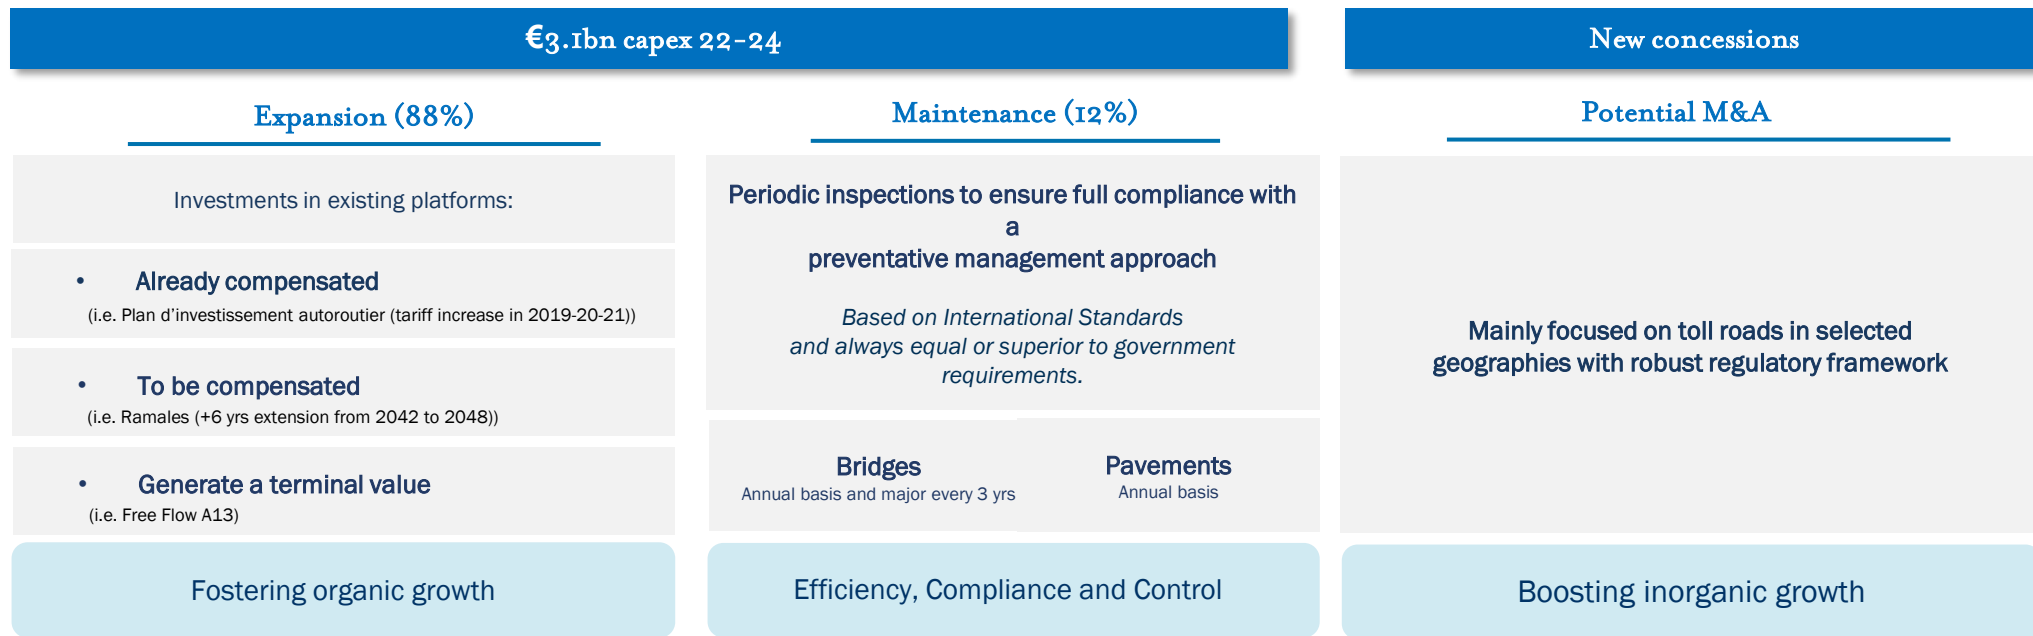 €3.1bn capex 22-24
New concessions
Expansion (88%)
Maintenance (12%)
Potential M&A
Investments in existing platforms:
• Already compensated
(i.e. Plan d'investissement autoroutier (tariff increase in 2019-20-21))
• To be compensated
(i.e. Ramales (+6 yrs extension from 2042 to 2048))
• Generate a terminal value
(i.e. Free Flow A13)
Fostering organic growth
Periodic inspections to ensure full compliance with
a
preventative management approach
Based on International Standards
and always equal or superior to government
requirements.
Bridges
Annual basis and major every 3 yrs
Pavements
Annual basis
Efficiency, Compliance and Control
Mainly focused on toll roads in selected
geographies with robust regulatory framework
Boosting inorganic growth